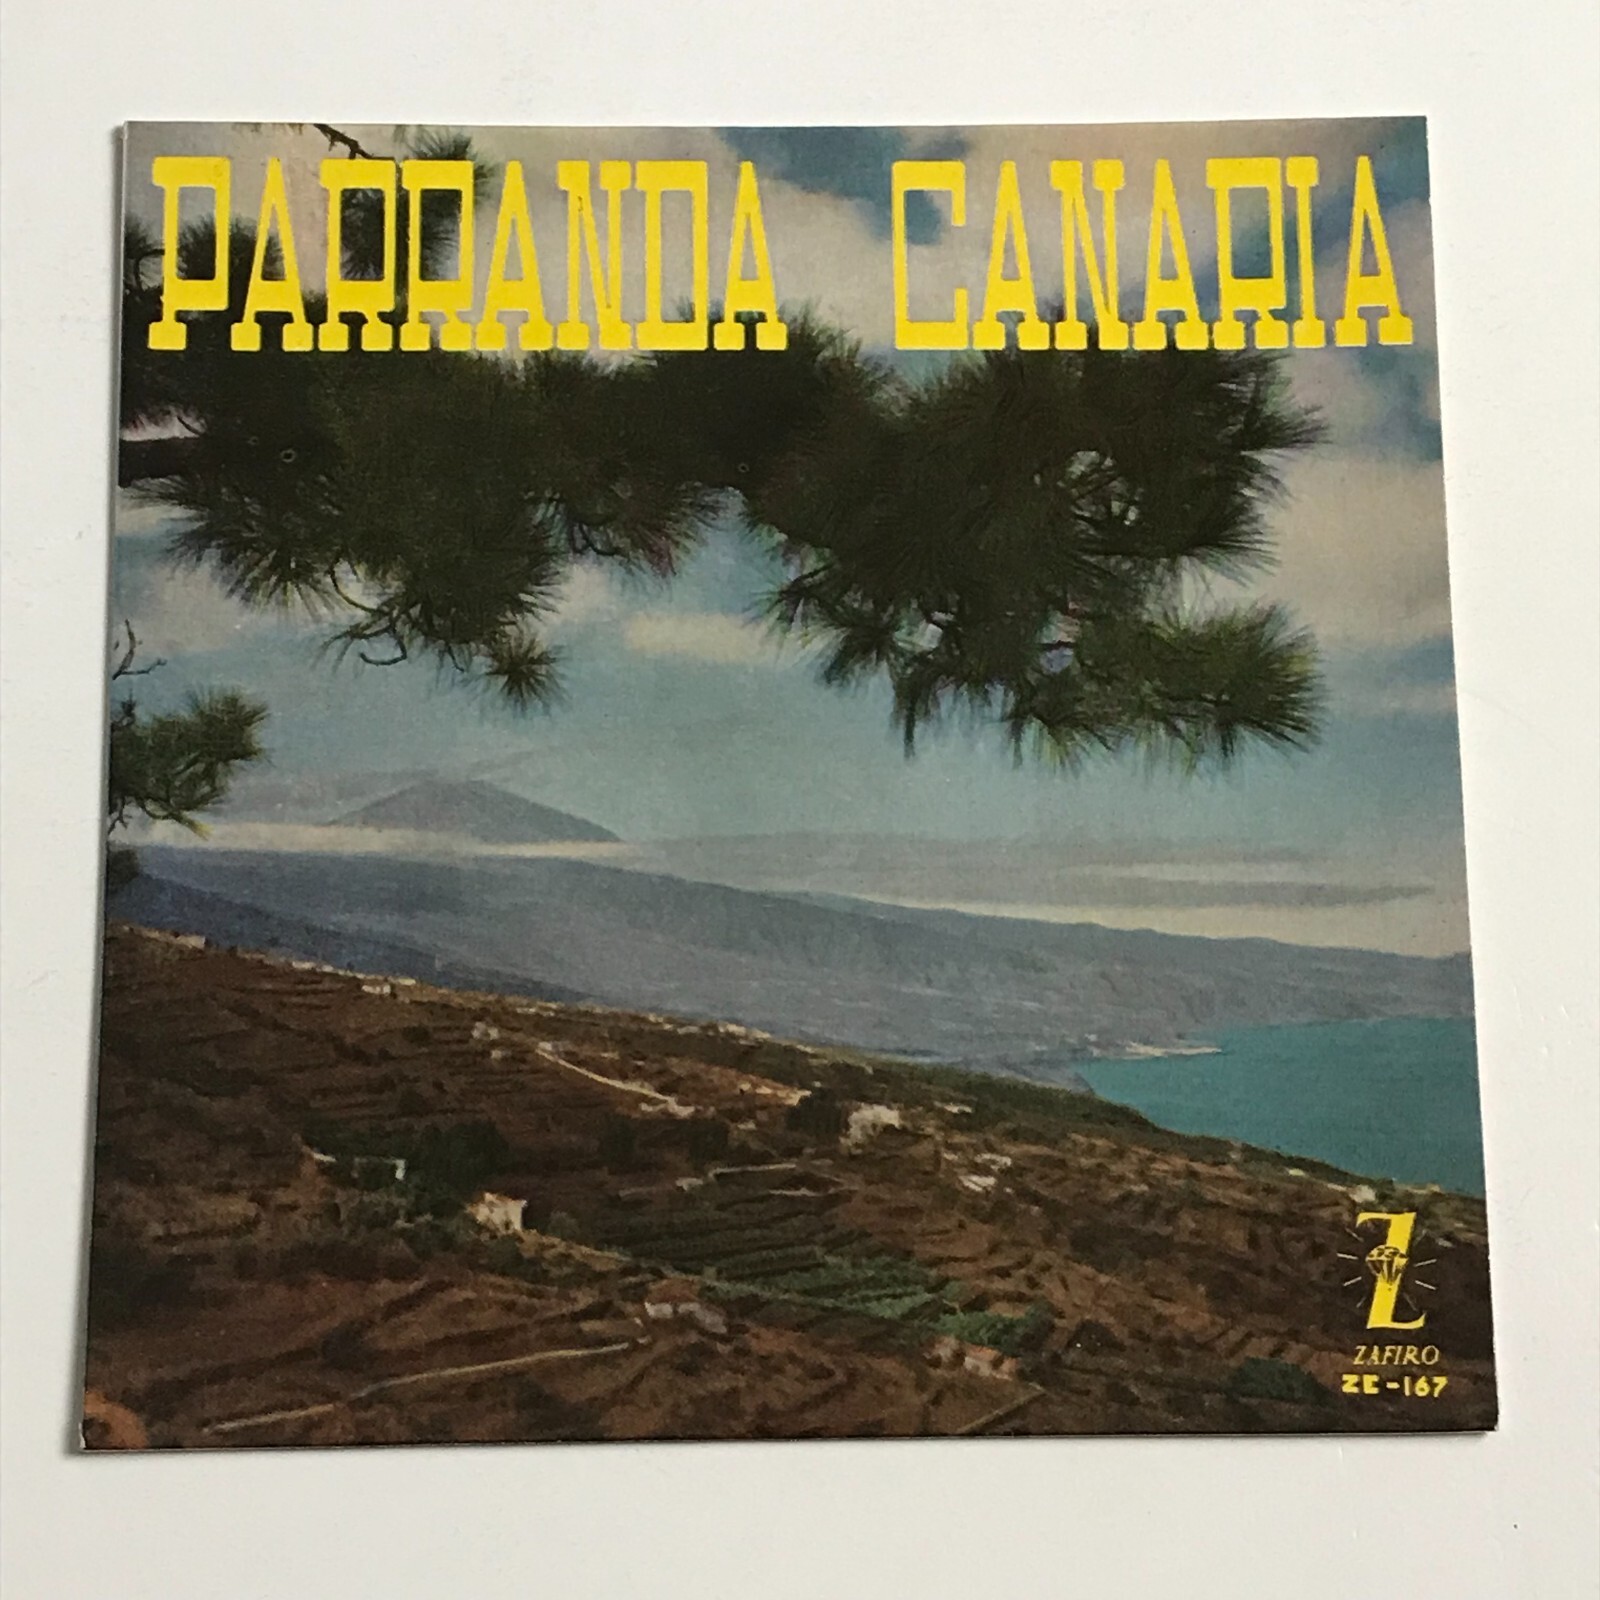 PARRANDA CANARIA
Z
ZAFIRO
ZE-167